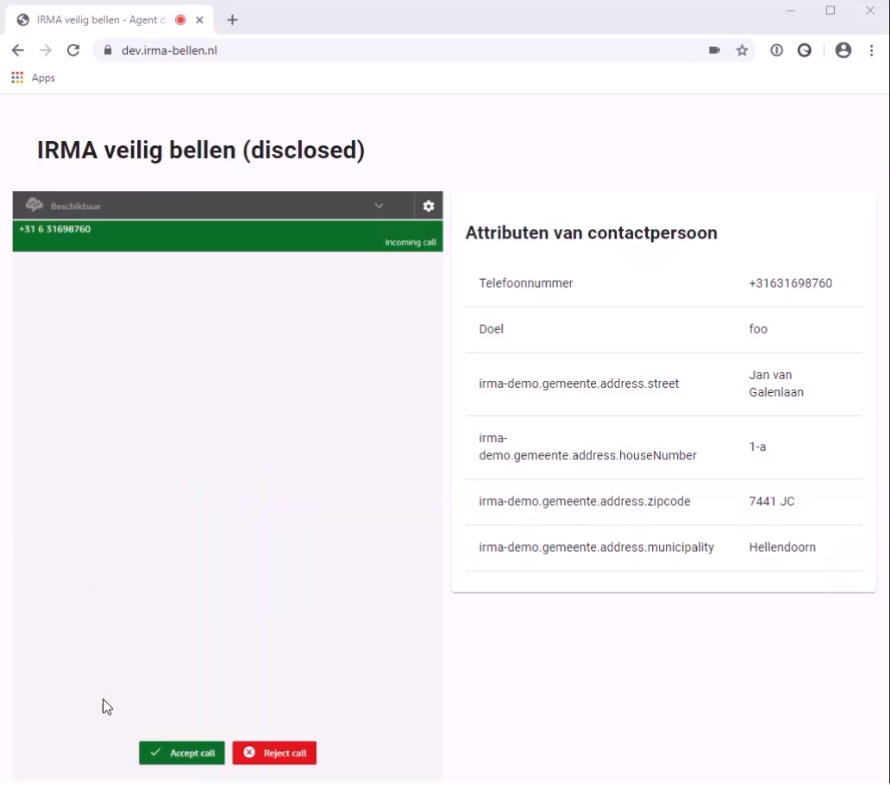 IRMA veilig bellen - Agent d
dev.irma-bellen.nl
Apps
IRMA veilig bellen (disclosed)
Beschikbaar
+31 6 31698760
Incoming call
Accept call
Reject call
Attributen van contactpersoon
Telefoonnummer +31631698760
Doel foo
irma-demo.gemeente.address.street Jan van
Galenlaan
irma-
demo.gemeente.address.houseNumber 1-a
irma-demo.gemeente.address.zipcode 7441 JC
irma-demo.gemeente.address.municipality Hellendoorn